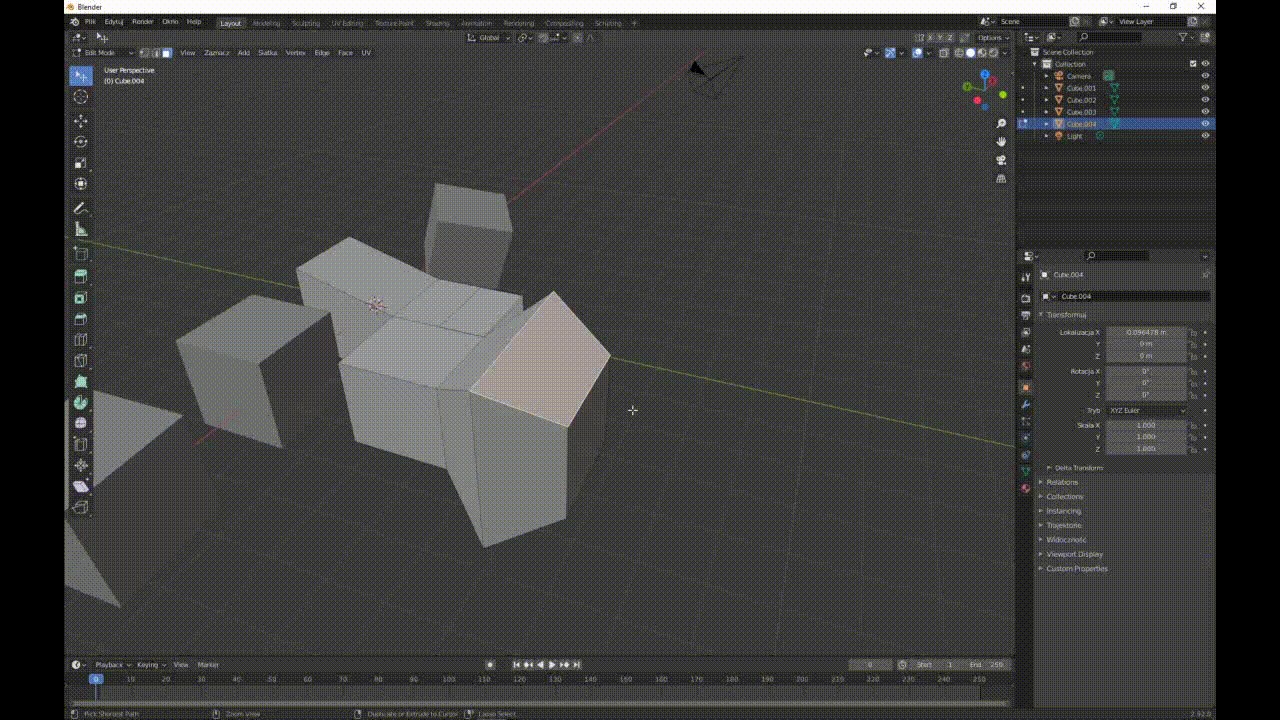 Blender
Plik Edytuj Render Okno Help Layout Modeling Sculpting UV Editing Texture Paint Shading Animation Rendering Compositing Scripting + Scene View Layer
Global X Y Z Options
Edit Mode View Zaznacz Add Siatka Vertex Edge Face UV
User Perspective
(0) Cube.004
Scene Collection
Collection
Camera
Cube.001
Cube.002
Cube.003
Cube.004
Light
Cube.004
Cube.004
Transformuj
Lokalizacja X 0.096478 m
Y 0 m
Z 0 m
Rotacja X 0°
Y 0°
Z 0°
Tryb XYZ Euler
Skala X 1.000
Y 1.000
Z 1.000
Delta Transform
Relations
Collections
Instancing
Trajektorie
Widoczność
Viewport Display
Custom Properties
Playback Keying View Marker 0 Start 1 End 250
0 10 20 30 40 50 60 70 80 90 100 110 120 130 140 150 160 170 180 190 200 210 220 230 240 250
Pick Shortest Path Zoom View Duplicate or Extrude to Cursor Lasso Select 2.92.0